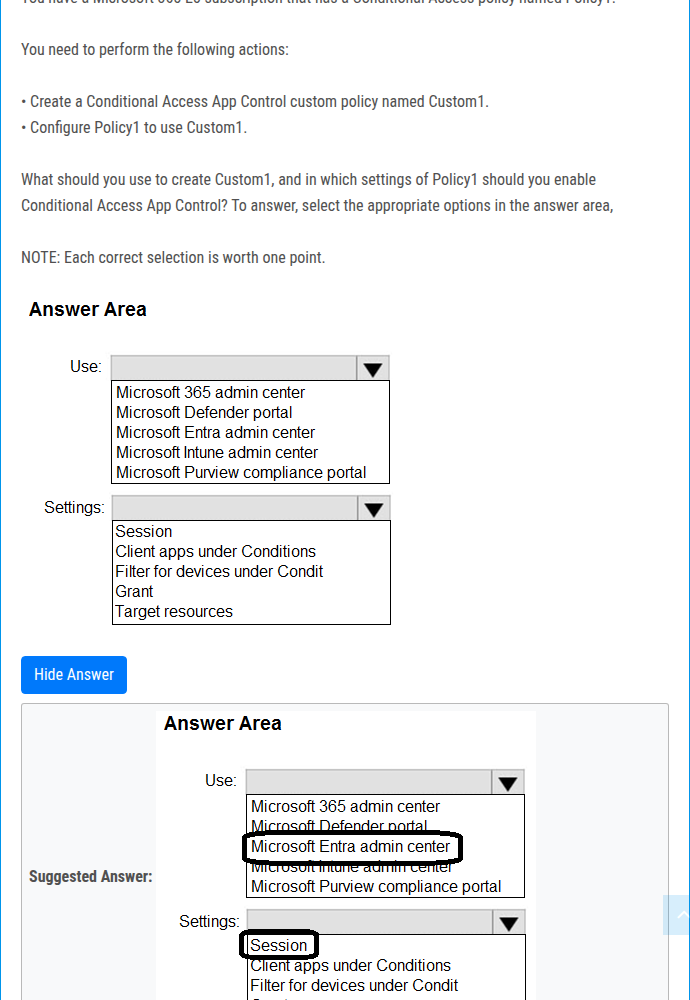 You have a Microsoft 365 E5 subscription that has a Conditional Access policy named Policy1.
You need to perform the following actions:
• Create a Conditional Access App Control custom policy named Custom1.
• Configure Policy1 to use Custom1.
What should you use to create Custom1, and in which settings of Policy1 should you enable
Conditional Access App Control? To answer, select the appropriate options in the answer area,
NOTE: Each correct selection is worth one point.
Answer Area
Use:
Microsoft 365 admin center
Microsoft Defender portal
Microsoft Entra admin center
Microsoft Intune admin center
Microsoft Purview compliance portal
Settings:
Session
Client apps under Conditions
Filter for devices under Condit
Grant
Target resources
Hide Answer
Suggested Answer:
Answer Area
Use:
Microsoft 365 admin center
Microsoft Defender portal
Microsoft Entra admin center
Microsoft Intune admin center
Microsoft Purview compliance portal
Settings:
Session
Client apps under Conditions
Filter for devices under Condit